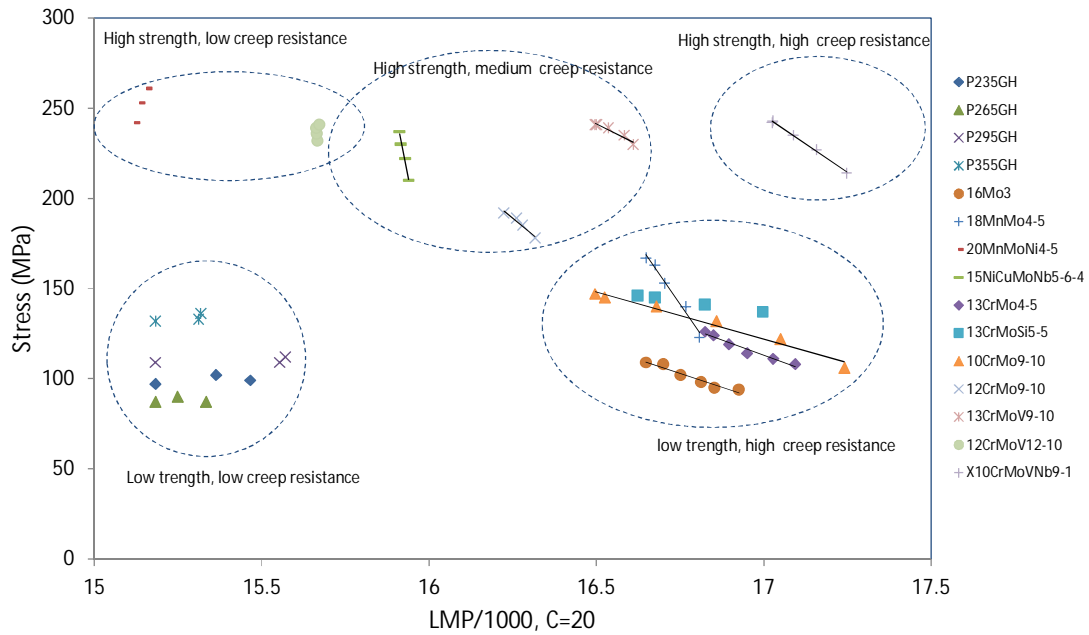 300
250
200
150
100
50
0
Stress (MPa)
High strength, low creep resistance
High strength, medium creep resistance
High strength, high creep resistance
Low trength, low creep resistance
low trength, high creep resistance
15
15.5
16
16.5
17
17.5
LMP/1000, C=20
P235GH
P265GH
P295GH
P355GH
16Mo3
18MnMo4-5
20MnMoNi4-5
15NiCuMoNb5-6-4
13CrMo4-5
13CrMoSi5-5
10CrMo9-10
12CrMo9-10
13CrMoV9-10
12CrMoV12-10
X10CrMoVNb9-1